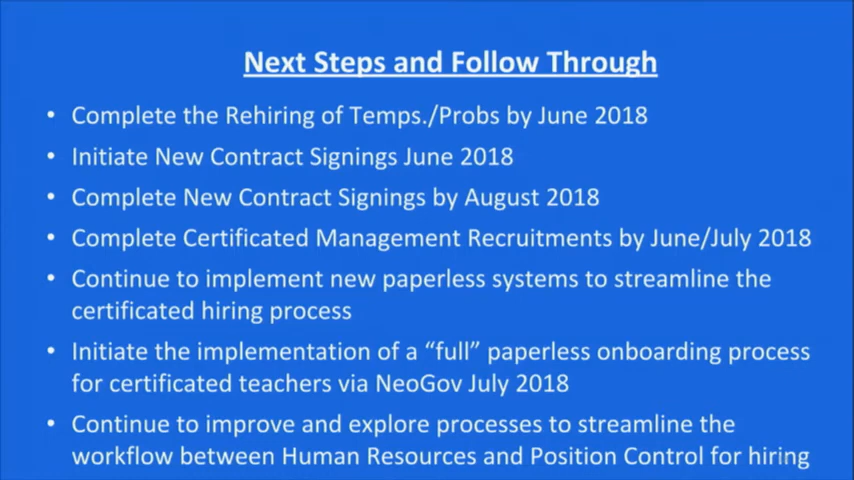 Next Steps and Follow Through
• Complete the Rehiring of Temps./Probs by June 2018
• Initiate New Contract Signings June 2018
• Complete New Contract Signings by August 2018
• Complete Certificated Management Recruitments by June/July 2018
• Continue to implement new paperless systems to streamline the
certificated hiring process
• Initiate the implementation of a “full” paperless onboarding process
for certificated teachers via NeoGov July 2018
• Continue to improve and explore processes to streamline the
workflow between Human Resources and Position Control for hiring